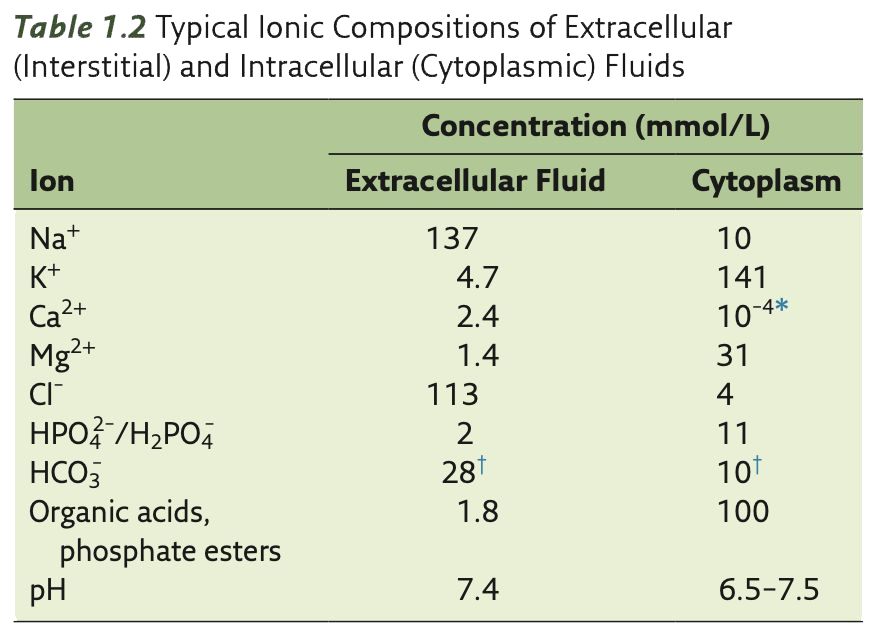 Table 1.2 Typical Ionic Compositions of Extracellular
(Interstitial) and Intracellular (Cytoplasmic) Fluids
Concentration (mmol/L)
Ion Extracellular Fluid Cytoplasm
Na⁺ 137 10
K⁺ 4.7 141
Ca²⁺ 2.4 10⁻⁴*
Mg²⁺ 1.4 31
Cl⁻ 113 4
HPO₄²⁻/H₂PO₄⁻ 2 11
HCO₃⁻ 28† 10†
Organic acids, 1.8 100
phosphate esters
pH 7.4 6.5–7.5